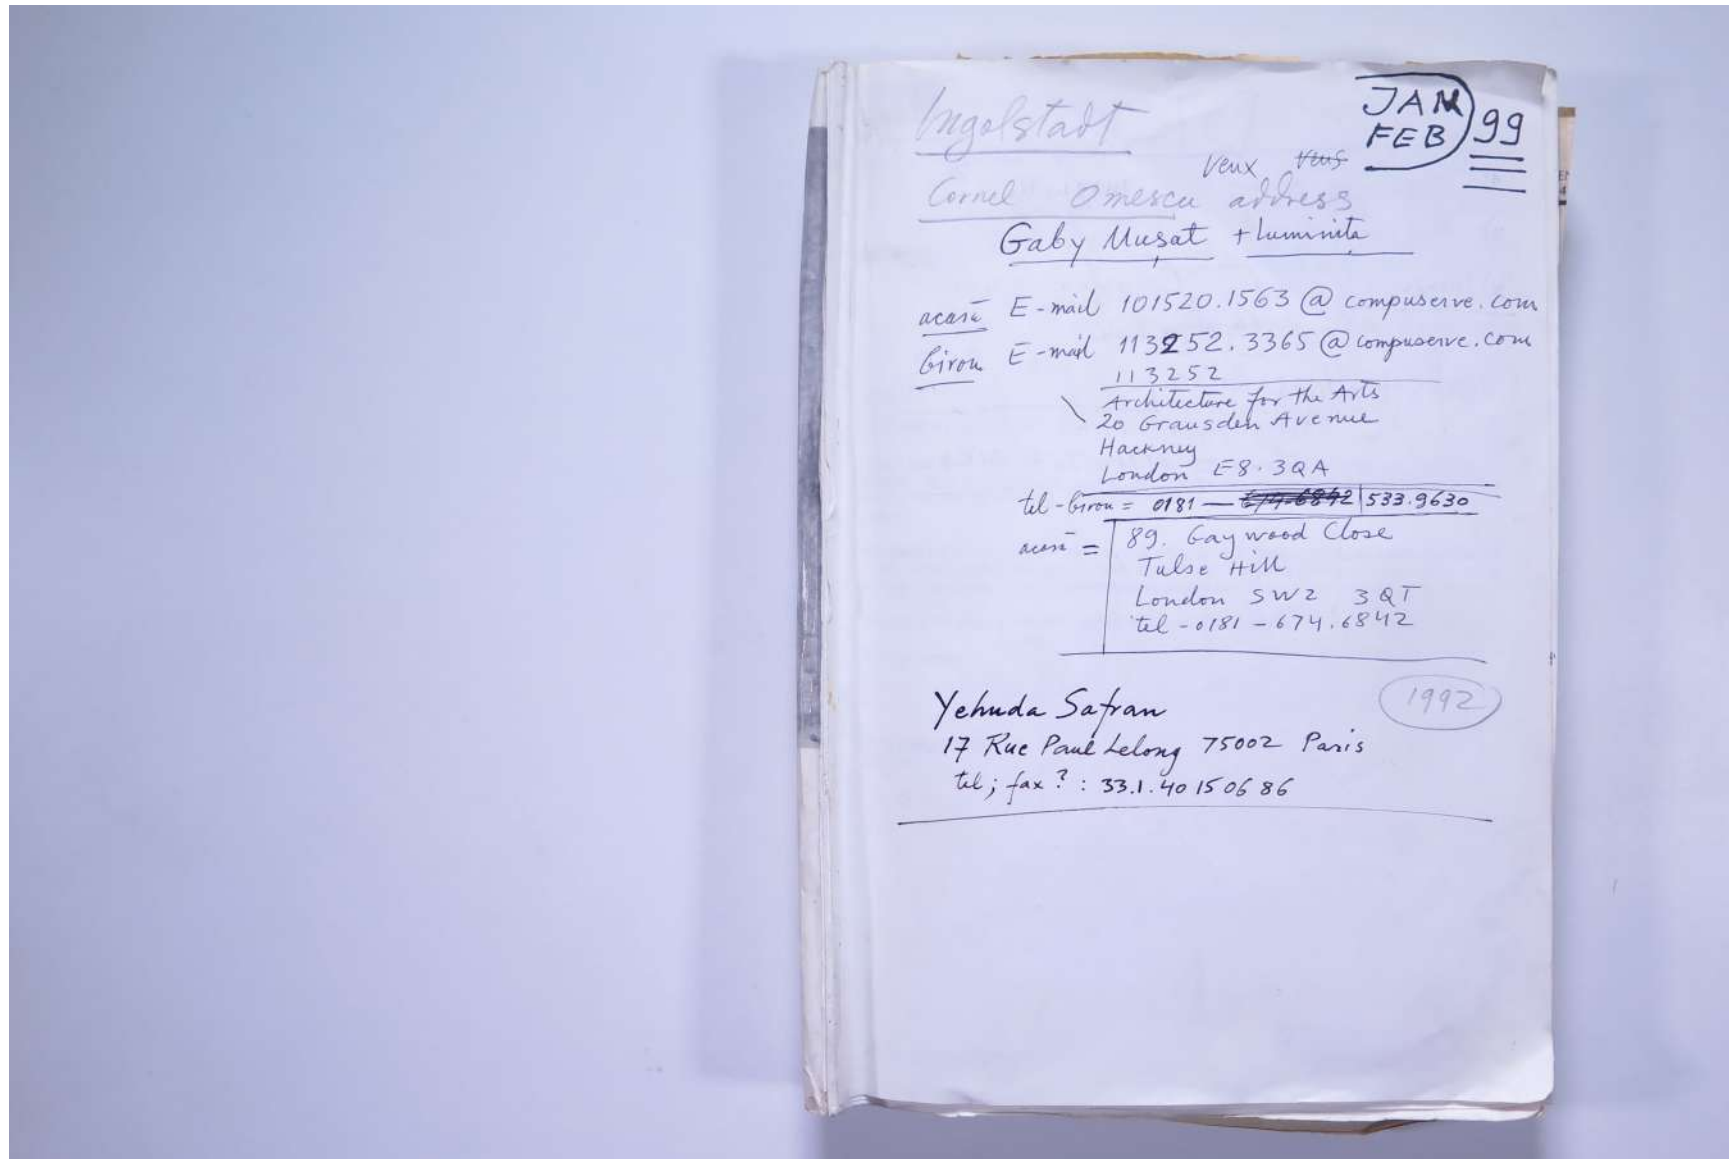 JAN
FEB 99
Ingolstadt
Veux
Cornel Omescu address
Gaby Musat + Luminita
acasă E-mail 101520.1563@compuserve.com
birou E-mail 113252.3365@compuserve.com
113252
Architecture for the Arts
20 Gransden Avenue
Hackney
London E8.3QA
tel-birou = 0181 — 674.6842 | 533.9630
acasă = 89. Gaywood Close
Tulse Hill
London SW2 3QT
tel - 0181 - 674.6842
1992
Yehuda Safran
17 Rue Paul Lelong 75002 Paris
tel; fax? : 33.1.40 15 06 86